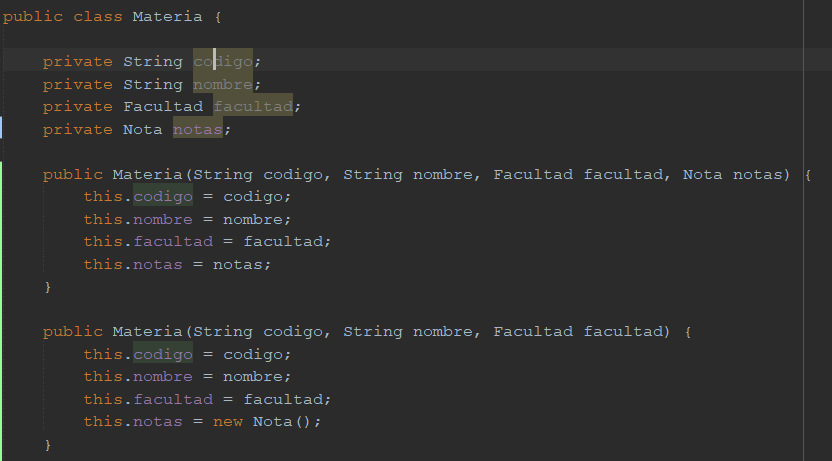 public class Materia {
private String codigo;
private String nombre;
private Facultad facultad;
private Nota notas;
public Materia(String codigo, String nombre, Facultad facultad, Nota notas) {
this.codigo = codigo;
this.nombre = nombre;
this.facultad = facultad;
this.notas = notas;
}
public Materia(String codigo, String nombre, Facultad facultad) {
this.codigo = codigo;
this.nombre = nombre;
this.facultad = facultad;
this.notas = new Nota();
}